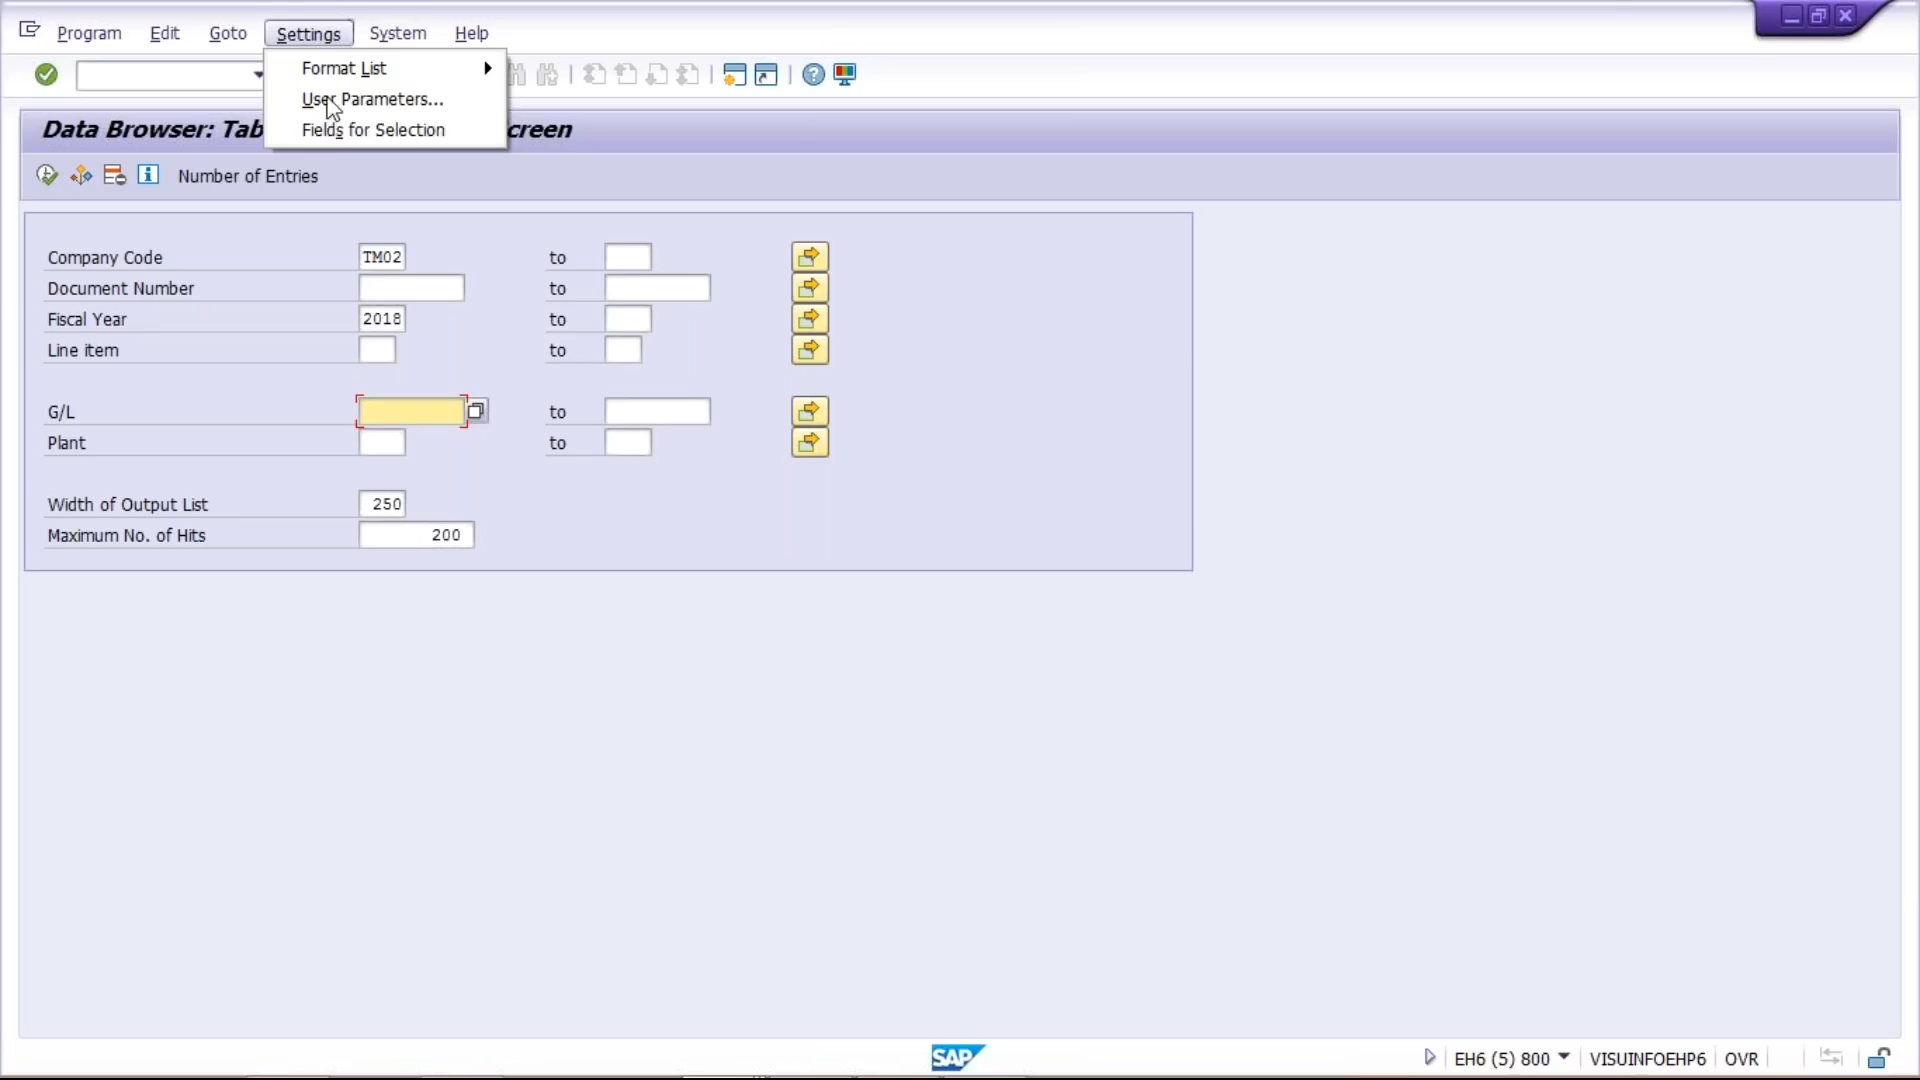 Program Edit Goto Settings System Help
Format List
User Parameters...
Fields for Selection
Data Browser: Tab creen
Number of Entries
Company Code TM02 to
Document Number to
Fiscal Year 2018 to
Line item to
G/L to
Plant to
Width of Output List 250
Maximum No. of Hits 200
SAP EH6 (5) 800 VISUINFOEHP6 OVR